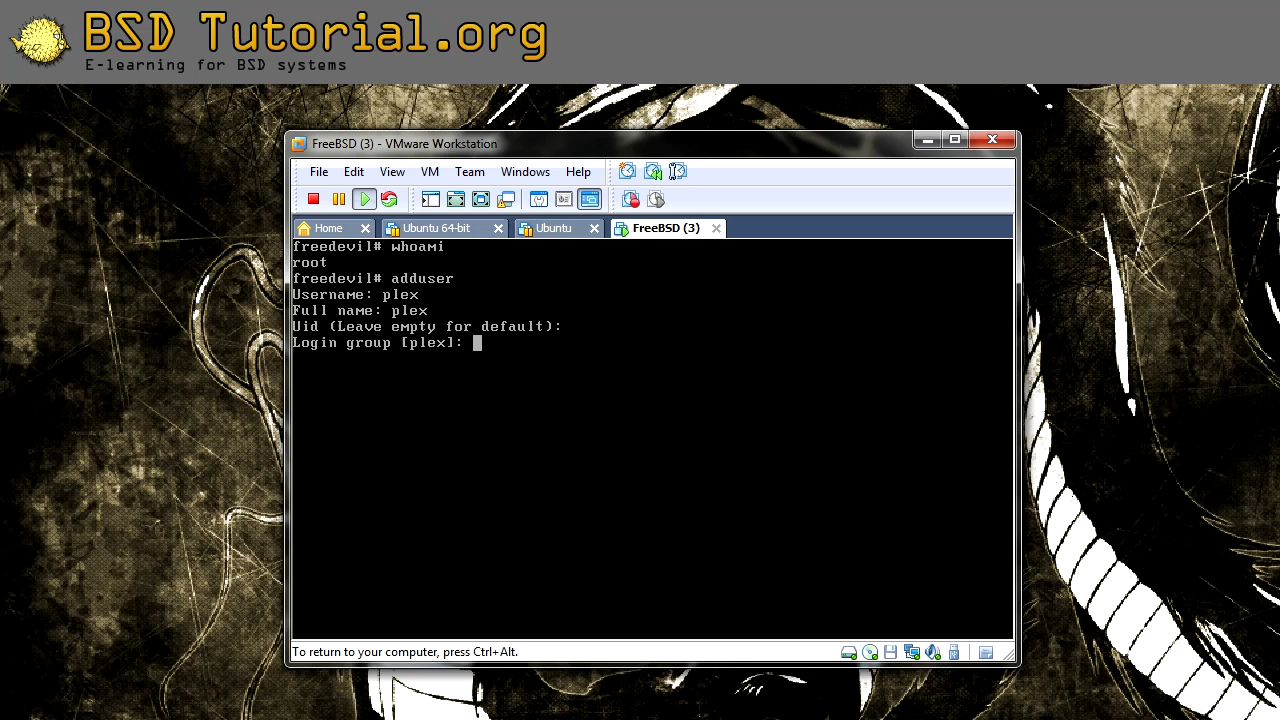 BSD Tutorial.org
E-learning for BSD systems
FreeBSD (3) - VMware Workstation
File Edit View VM Team Windows Help
Home Ubuntu 64-bit Ubuntu FreeBSD (3)
freedevil# whoami
root
freedevil# adduser
Username: plex
Full name: plex
Uid (Leave empty for default):
Login group [plex]:
To return to your computer, press Ctrl+Alt.